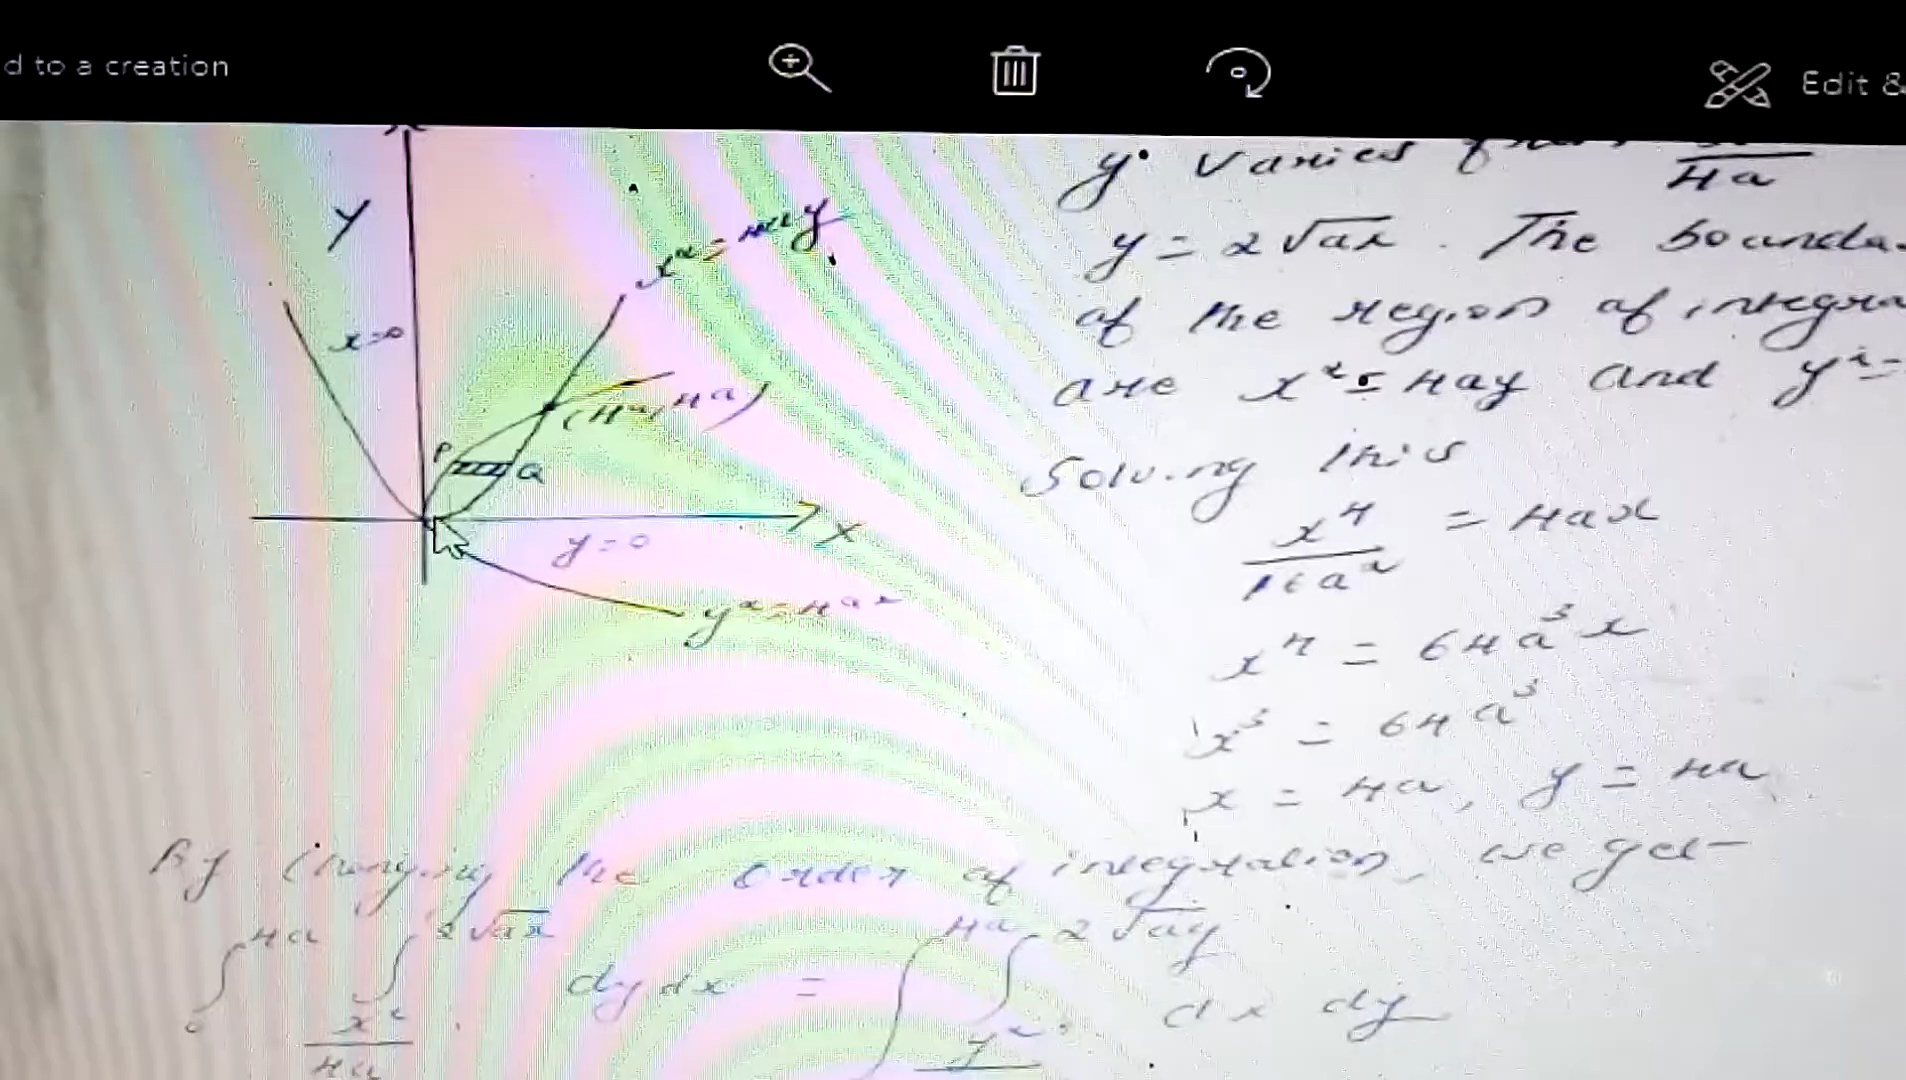 d to a creation
Edit &
y varies from
4a
y = 2√ax . The bounda
of the region of integra
are x² = 4ay and y² =
Solving this
x⁴/16a² = 4ax
x⁴ = 64a³x
x³ = 64a³
x = 4a, y = 4a
Y
x² = 4ay
x=0
(4a, 4a)
P
Q
X
y=0
y² = 4ax
By changing the order of integration, we get
∫₀^4a ∫_x²/4a^2√ax dy dx = ∫^4a ∫_y²^2√ay dx dy